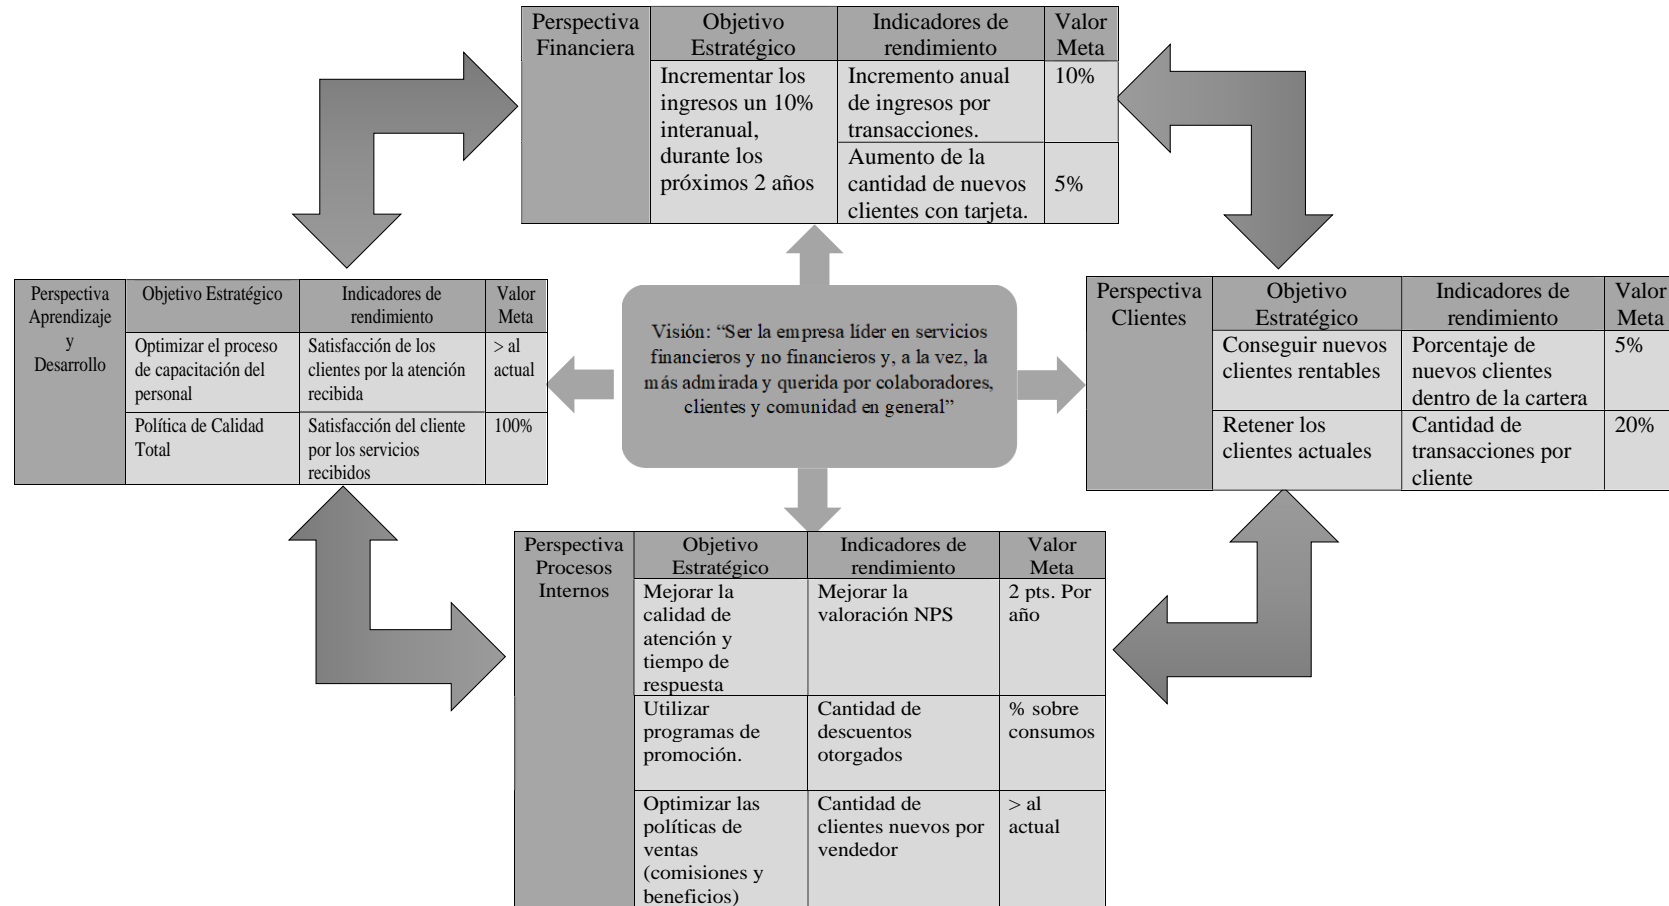 Perspectiva
Financiera
Objetivo
Estratégico
Indicadores de
rendimiento
Valor
Meta
Incrementar los
ingresos un 10%
interanual,
durante los
próximos 2 años
Incremento anual
de ingresos por
transacciones.
10%
Aumento de la
cantidad de nuevos
clientes con tarjeta.
5%
Perspectiva
Aprendizaje
y
Desarrollo
Objetivo Estratégico
Indicadores de
rendimiento
Valor
Meta
Optimizar el proceso
de capacitación del
personal
Satisfacción de los
clientes por la atención
recibida
> al
actual
Política de Calidad
Total
Satisfacción del cliente
por los servicios
recibidos
100%
Visión: “Ser la empresa líder en servicios
financieros y no financieros y, a la vez, la
más admirada y querida por colaboradores,
clientes y comunidad en general”
Perspectiva
Clientes
Objetivo
Estratégico
Indicadores de
rendimiento
Valor
Meta
Conseguir nuevos
clientes rentables
Porcentaje de
nuevos clientes
dentro de la cartera
5%
Retener los
clientes actuales
Cantidad de
transacciones por
cliente
20%
Perspectiva
Procesos
Internos
Objetivo
Estratégico
Indicadores de
rendimiento
Valor
Meta
Mejorar la
calidad de
atención y
tiempo de
respuesta
Mejorar la
valoración NPS
2 pts. Por
año
Utilizar
programas de
promoción.
Cantidad de
descuentos
otorgados
% sobre
consumos
Optimizar las
políticas de
ventas
(comisiones y
beneficios)
Cantidad de
clientes nuevos por
vendedor
> al
actual